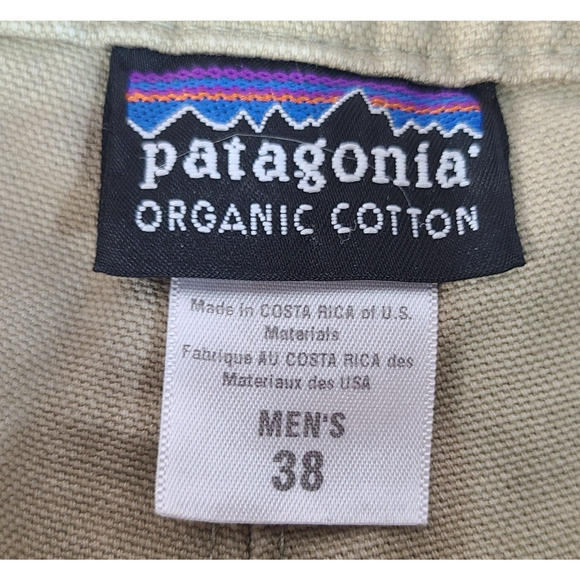 patagonia®
ORGANIC COTTON
Made in COSTA RICA of U.S.
Materials
Fabrique AU COSTA RICA des
Materiaux des USA
MEN'S
38